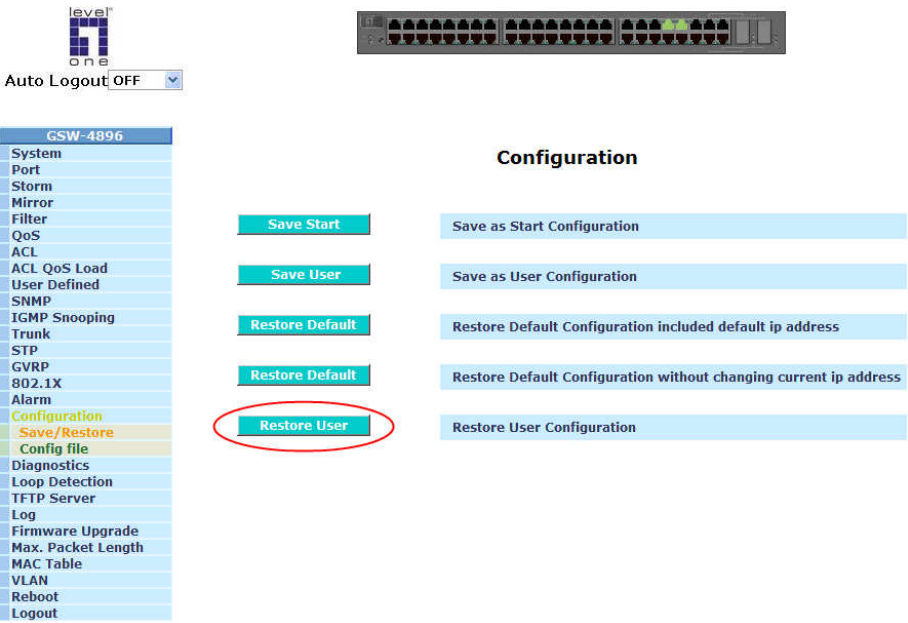 level
one
Auto Logout OFF
GSW-4896
System
Port
Storm
Mirror
Filter
QoS
ACL
ACL QoS Load
User Defined
SNMP
IGMP Snooping
Trunk
STP
GVRP
802.1X
Alarm
Configuration
Save/Restore
Config file
Diagnostics
Loop Detection
TFTP Server
Log
Firmware Upgrade
Max. Packet Length
MAC Table
VLAN
Reboot
Logout
Configuration
Save Start Save as Start Configuration
Save User Save as User Configuration
Restore Default Restore Default Configuration included default ip address
Restore Default Restore Default Configuration without changing current ip address
Restore User Restore User Configuration